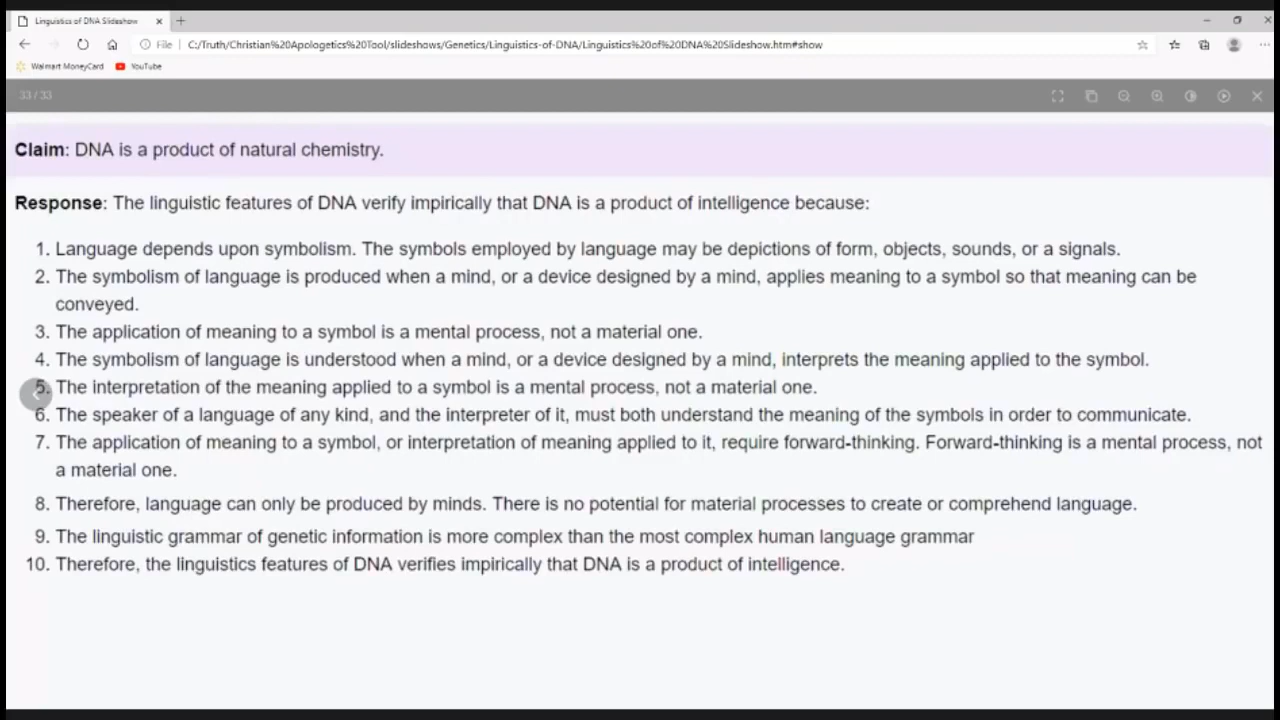 Linguistics of DNA Slideshow
File | C:/Truth/Christian%20Apologetics%20Tool/slideshows/Genetics/Linguistics-of-DNA/Linguistics%20of%20DNA%20Slideshow.htm#show
Walmart MoneyCard YouTube
33 / 33
Claim: DNA is a product of natural chemistry.
Response: The linguistic features of DNA verify impirically that DNA is a product of intelligence because:
1. Language depends upon symbolism. The symbols employed by language may be depictions of form, objects, sounds, or a signals.
2. The symbolism of language is produced when a mind, or a device designed by a mind, applies meaning to a symbol so that meaning can be
conveyed.
3. The application of meaning to a symbol is a mental process, not a material one.
4. The symbolism of language is understood when a mind, or a device designed by a mind, interprets the meaning applied to the symbol.
5. The interpretation of the meaning applied to a symbol is a mental process, not a material one.
6. The speaker of a language of any kind, and the interpreter of it, must both understand the meaning of the symbols in order to communicate.
7. The application of meaning to a symbol, or interpretation of meaning applied to it, require forward-thinking. Forward-thinking is a mental process, not
a material one.
8. Therefore, language can only be produced by minds. There is no potential for material processes to create or comprehend language.
9. The linguistic grammar of genetic information is more complex than the most complex human language grammar
10. Therefore, the linguistics features of DNA verifies impirically that DNA is a product of intelligence.